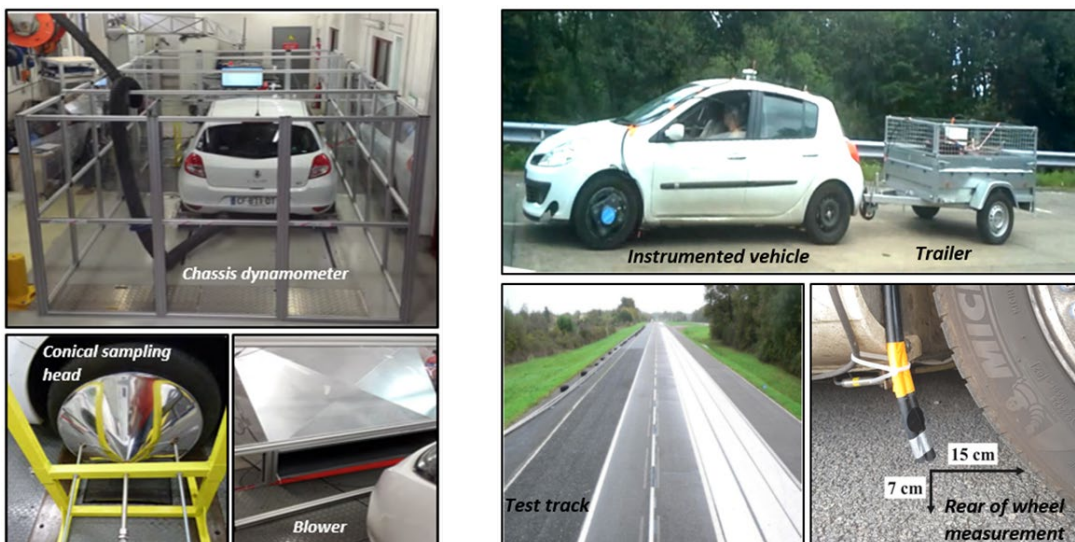 Chassis dynamometer
Conical sampling
head
Blower
Instrumented vehicle
Trailer
Test track
MIC
15 cm
7 cm
Rear of wheel
measurement